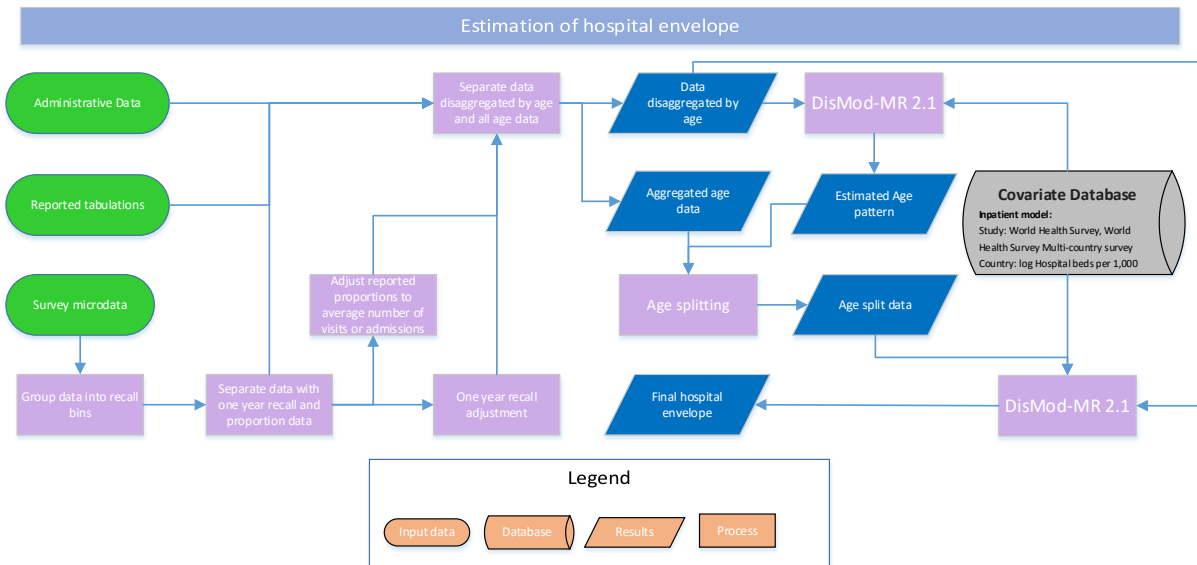 Estimation of hospital envelope
Administrative Data
Separate data
disaggregated by age
and all age data
Data
disaggregated by
age
DisMod-MR 2.1
Reported tabulations
Aggregated age
data
Estimated Age
pattern
Covariate Database
Inpatient model:
Study: World Health Survey, World
Health Survey Multi-country survey
Country: log Hospital beds per 1,000
Survey microdata
Adjust reported
proportions to
average number of
visits or admissions
Age splitting
Age split data
Group data into recall
bins
Separate data with
one year recall and
proportion data
One year recall
adjustment
Final hospital
envelope
DisMod-MR 2.1
Legend
Input data
Database
Results
Process